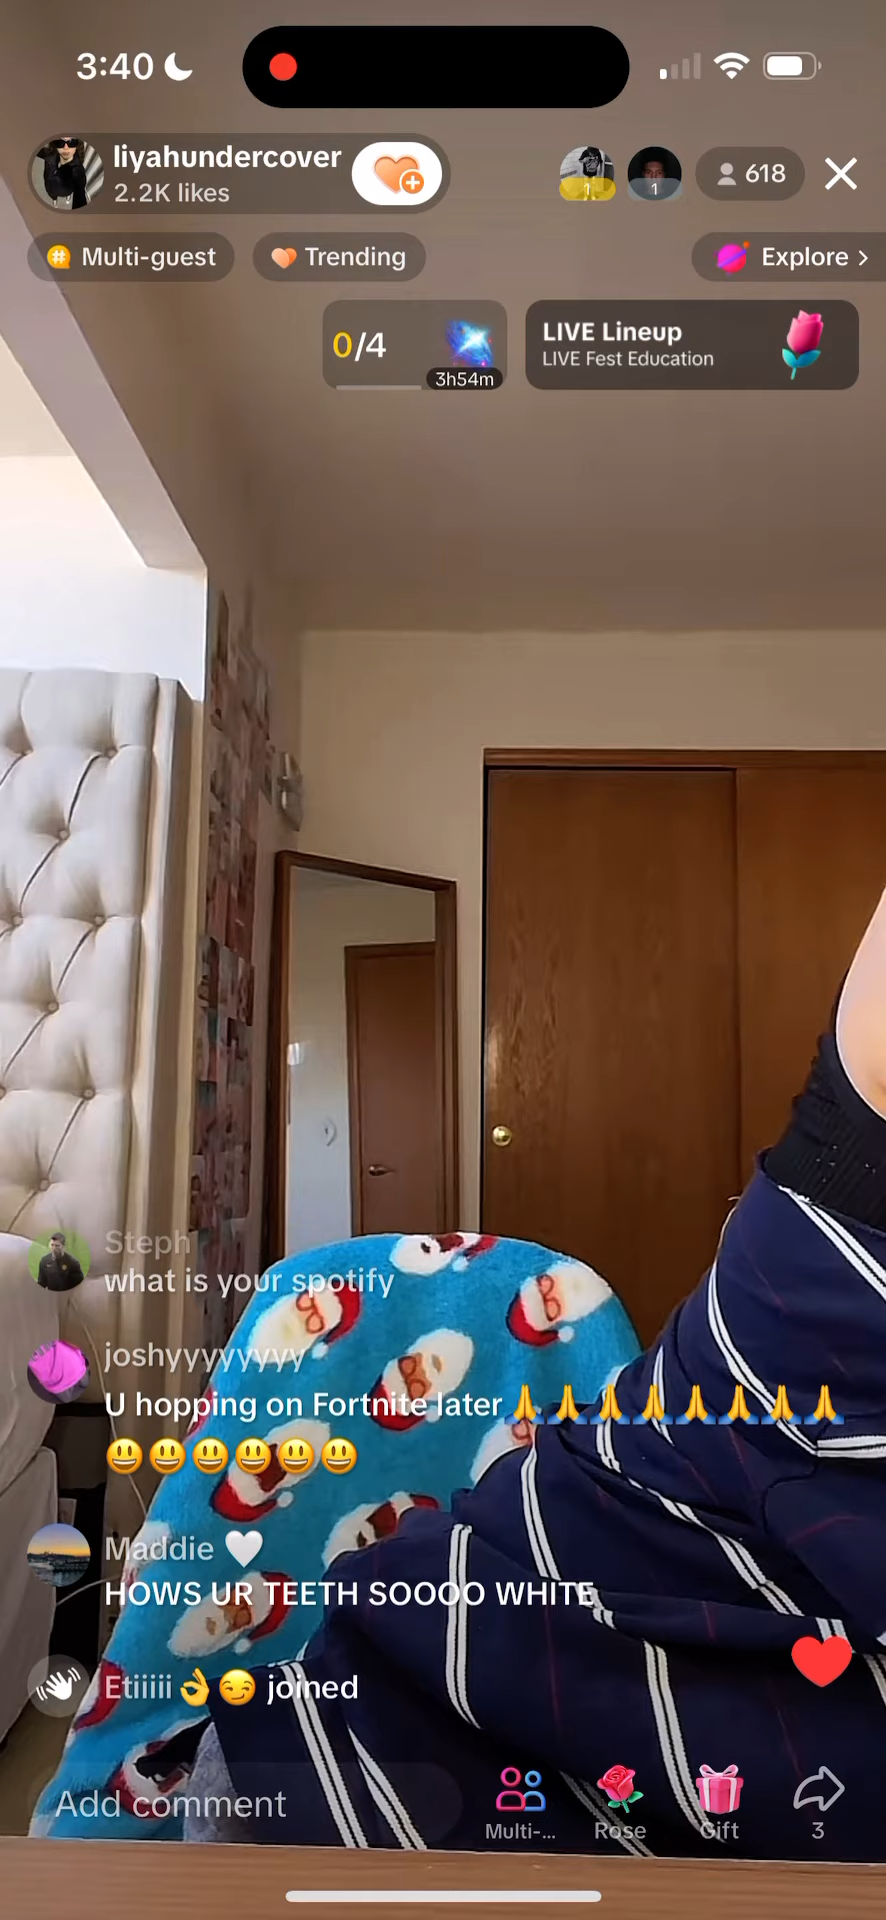 3:40
liyahundercover
2.2K likes
1
1
618
Multi-guest
Trending
Explore >
0/4
3h54m
LIVE Lineup
LIVE Fest Education
Steph
what is your spotify
joshyyyyyyyy
U hopping on Fortnite later🙏🙏🙏🙏🙏🙏🙏🙏
😃😃😃😃😃😃
Maddie 🤍
HOWS UR TEETH SOOOO WHITE
Etiiiii👌😏 joined
Add comment
Multi-...
Rose
Gift
3